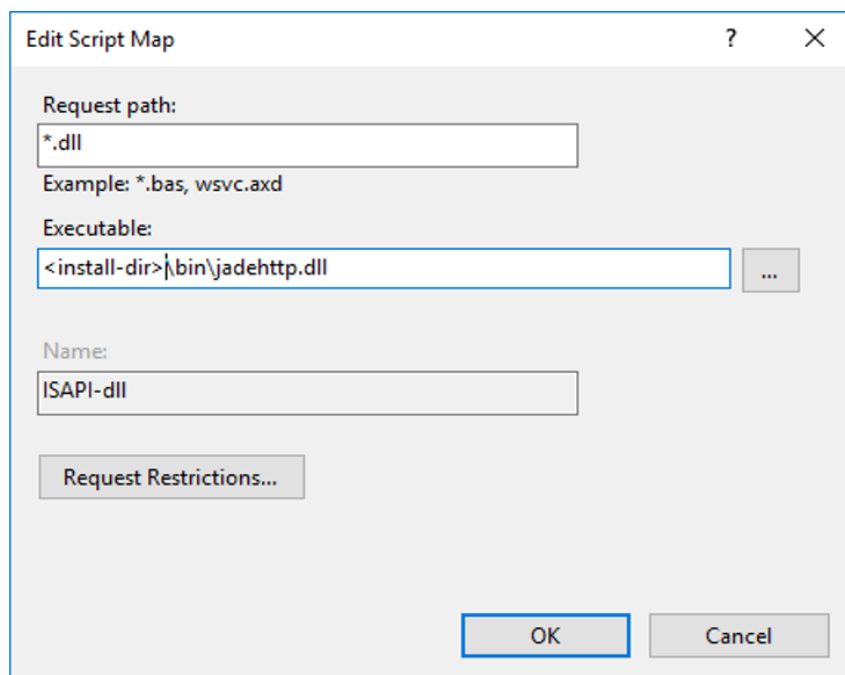 Edit Script Map
?
Request path:
*.dll
Example: *.bas, wsvc.axd
Executable:
<install-dir>\bin\jadehttp.dll
...
Name:
ISAPI-dll
Request Restrictions...
OK
Cancel